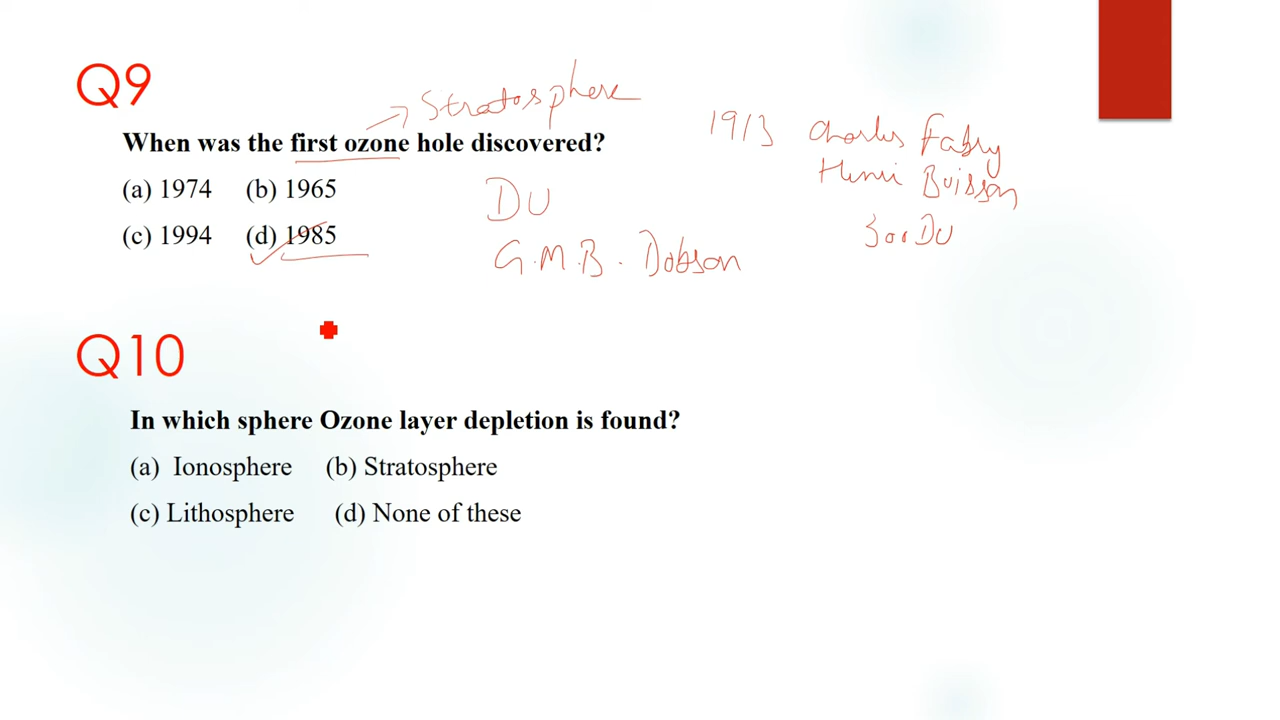 Q9
Stratosphere
When was the first ozone hole discovered?
(a) 1974 (b) 1965
(c) 1994 (d) 1985
DU
G.M.B. Dobson
1913 Charles Fabry
Henri Buisson
300 DU
Q10
In which sphere Ozone layer depletion is found?
(a) Ionosphere (b) Stratosphere
(c) Lithosphere (d) None of these